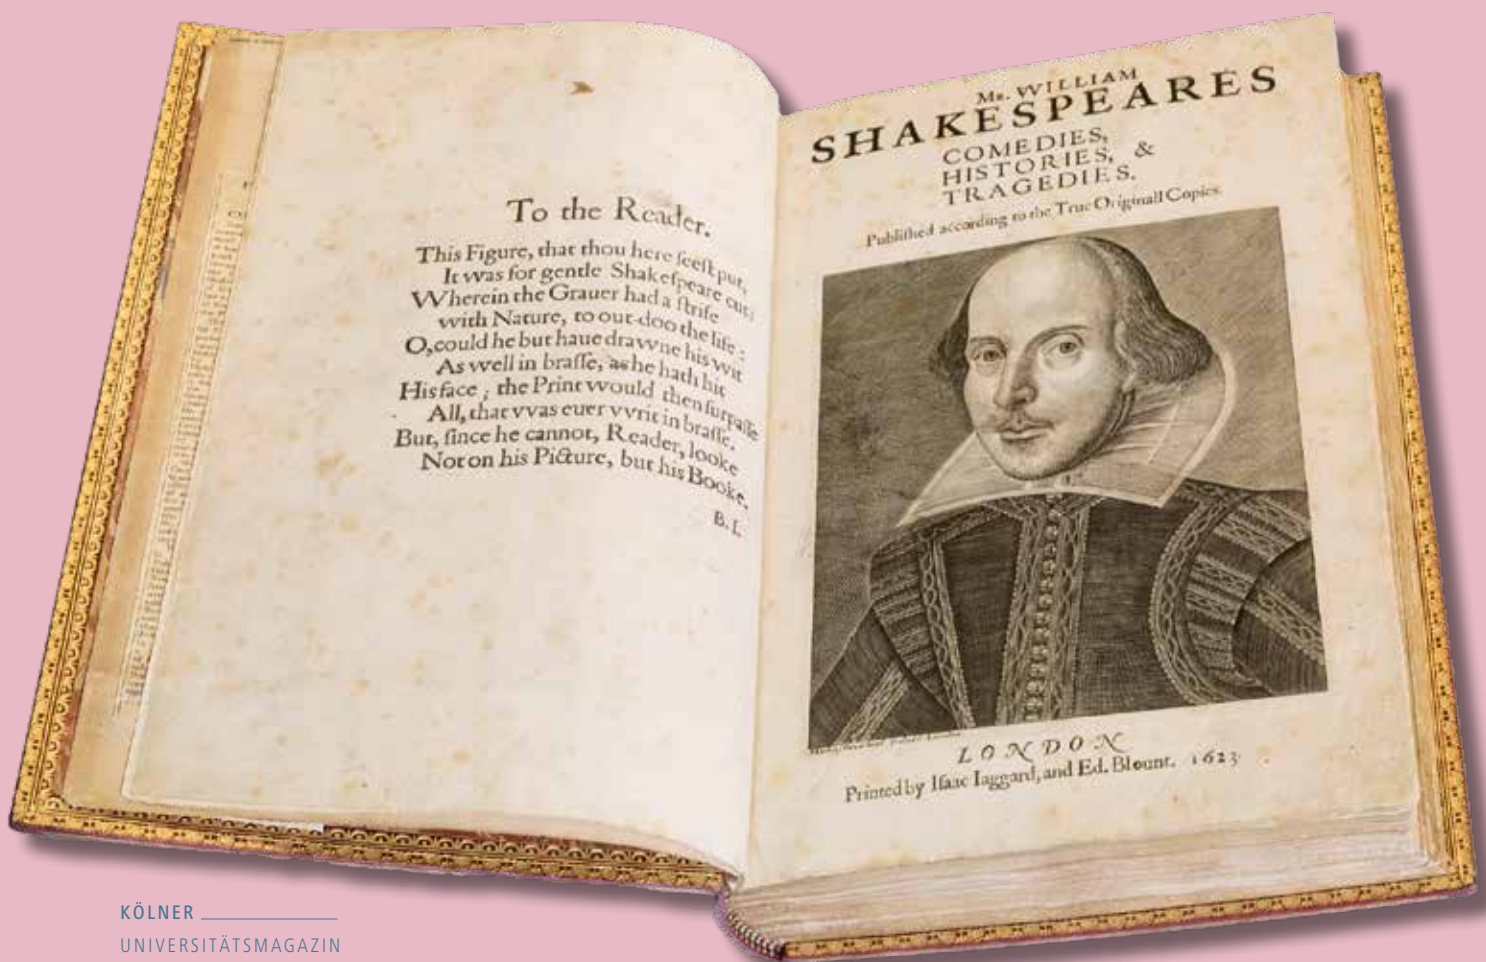 To the Reader.
This Figure, that thou here ſeeſt put,
It was for gentle Shakeſpeare cut;
Wherein the Grauer had a ſtrife
with Nature, to out-doo the life :
O, could he but haue drawne his wit
As well in braſſe, as he hath hit
His face ; the Print would then ſurpaſſe
All, that vvas euer vvrit in braſſe.
But, ſince he cannot, Reader, looke
Not on his Picture, but his Booke.
B. I.
Mr. VVILLIAM
SHAKESPEARES
COMEDIES,
HISTORIES, &
TRAGEDIES.
Publiſhed according to the True Originall Copies.
LONDON
Printed by Iſaac Iaggard, and Ed. Blount. 1623.
KÖLNER
UNIVERSITÄTSMAGAZIN